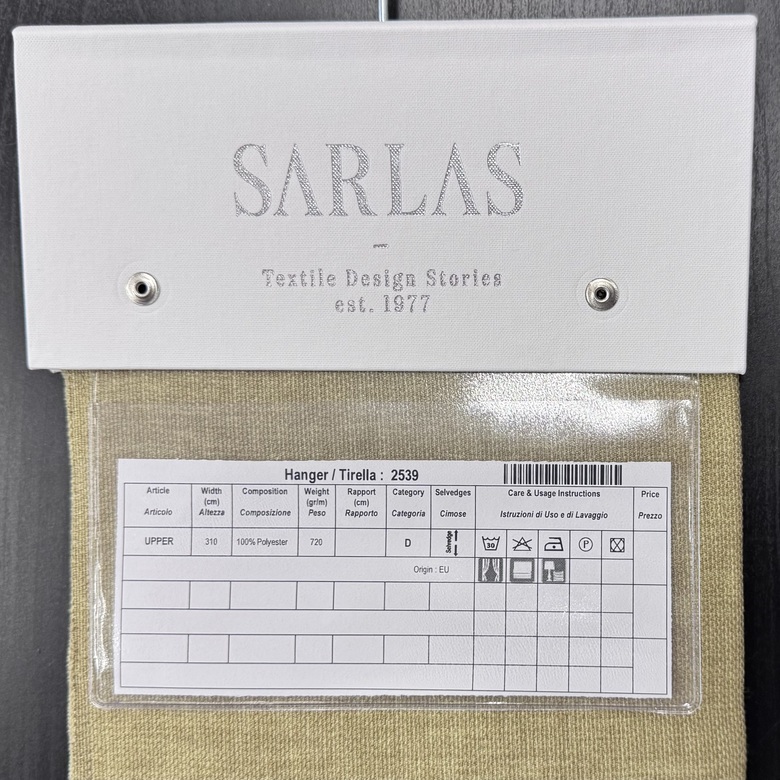 SARLAS
Textile Design Stories
est. 1977
Hanger / Tirella : 2539
Article Width (cm) Composition Weight (gr/m) Rapport (cm) Category Selvedges Care & Usage Instructions Price
Articolo Altezza Composizione Peso Rapporto Categoria Cimose Istruzioni di Uso e di Lavaggio Prezzo
UPPER 310 100% Polyester 720 D Selvedge 30 P
Origin : EU